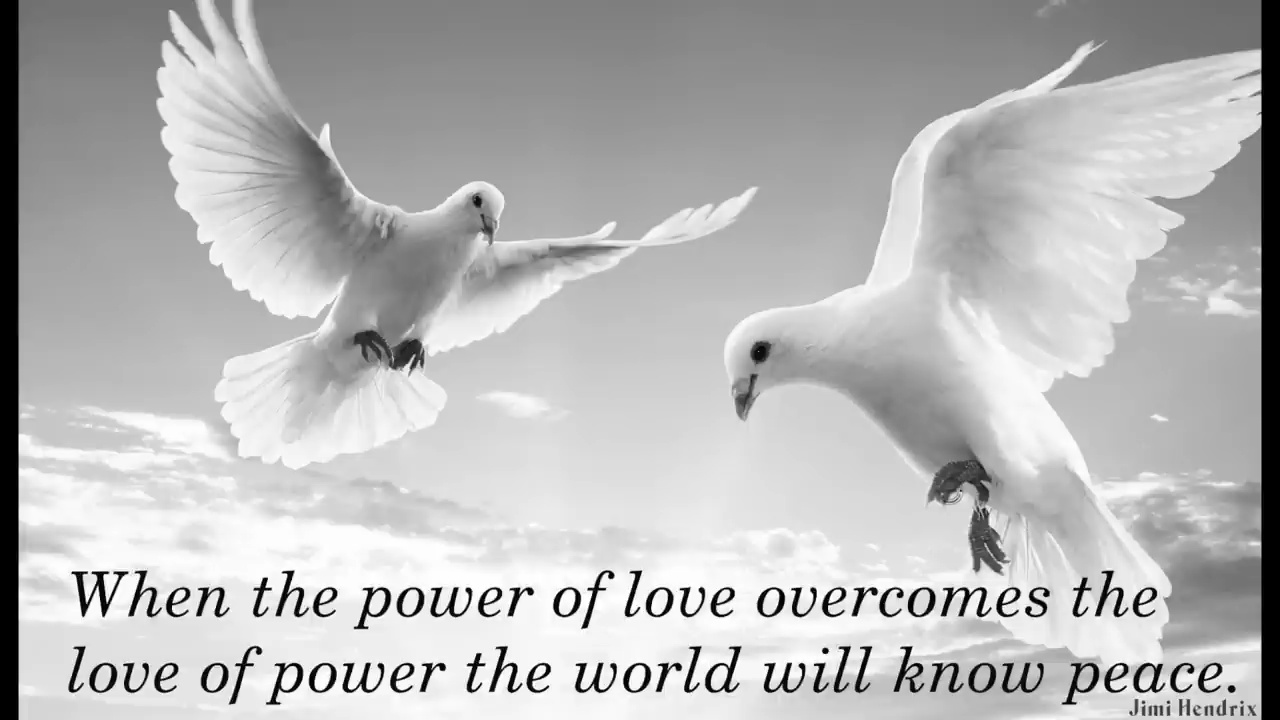 When the power of love overcomes the
love of power the world will know peace.
Jimi Hendrix